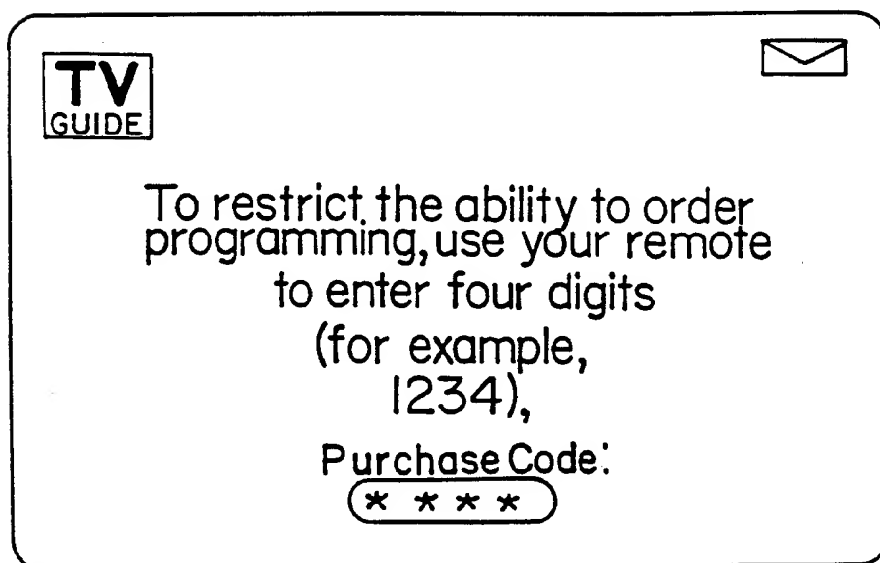 TV
GUIDE
To restrict the ability to order
programming, use your remote
to enter four digits
(for example,
1234),
Purchase Code:
* * * *